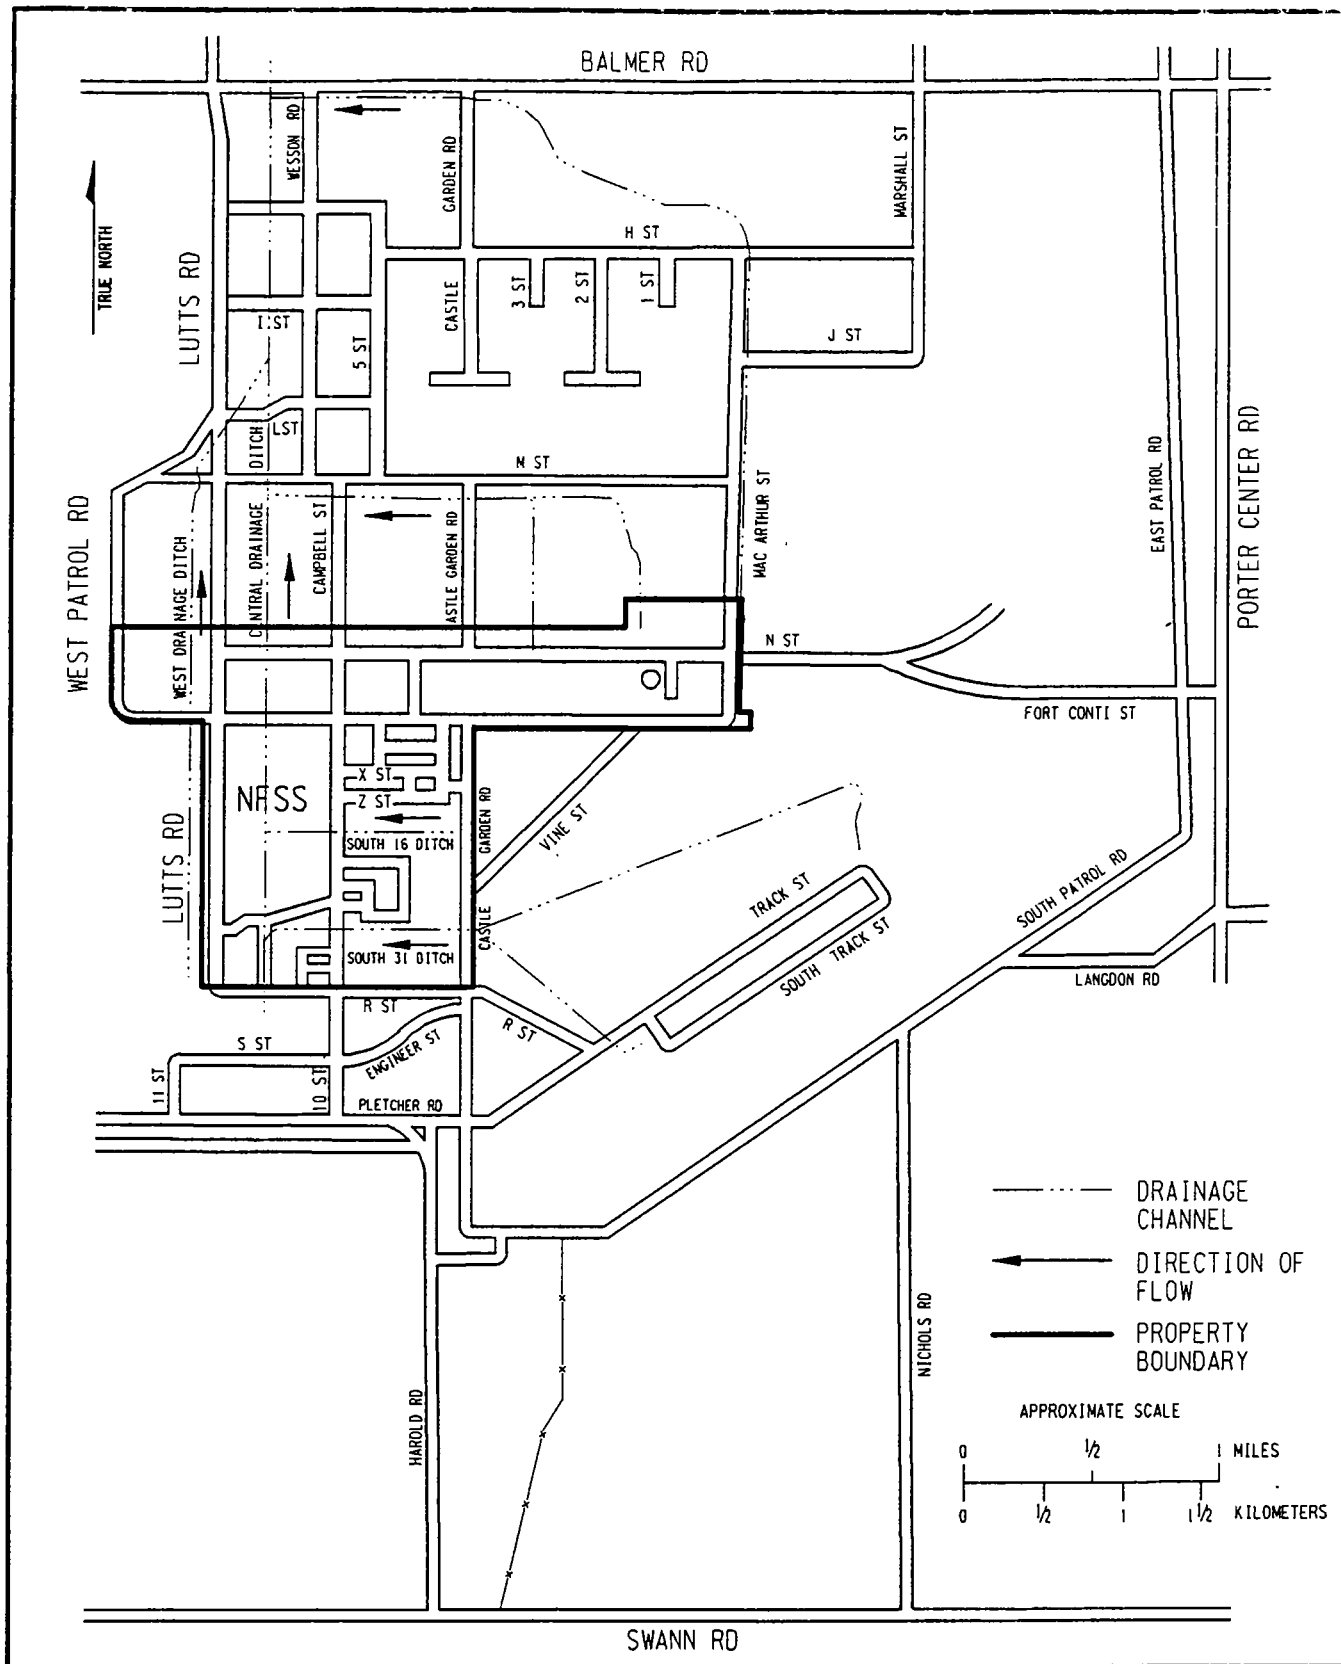 BALMER RD
WESSON RD
GARDEN RD
MARSHALL ST
TRUE NORTH
LUTTS RD
H ST
CASTLE
3 ST
2 ST
1 ST
I ST
5 ST
J ST
L ST
DITCH
M ST
EAST PATROL RD
PORTER CENTER RD
WEST PATROL RD
WEST DRAINAGE DITCH
CENTRAL DRAINAGE
CAMPBELL ST
ASTLE GARDEN RD
MAC ARTHUR ST
N ST
FORT CONTI ST
NFSS
X ST
Z ST
LUTTS RD
SOUTH 16 DITCH
GARDEN RD
VINE ST
CASTLE
TRACK ST
SOUTH TRACK ST
SOUTH PATROL RD
SOUTH 31 DITCH
LANGDON RD
R ST
R ST
S ST
ENGINEER ST
11 ST
10 ST
PLETCHER RD
DRAINAGE
CHANNEL
DIRECTION OF
FLOW
PROPERTY
BOUNDARY
HAROLD RD
NICHOLS RD
APPROXIMATE SCALE
0 1/2 1 MILES
0 1/2 1 1 1/2 KILOMETERS
SWANN RD